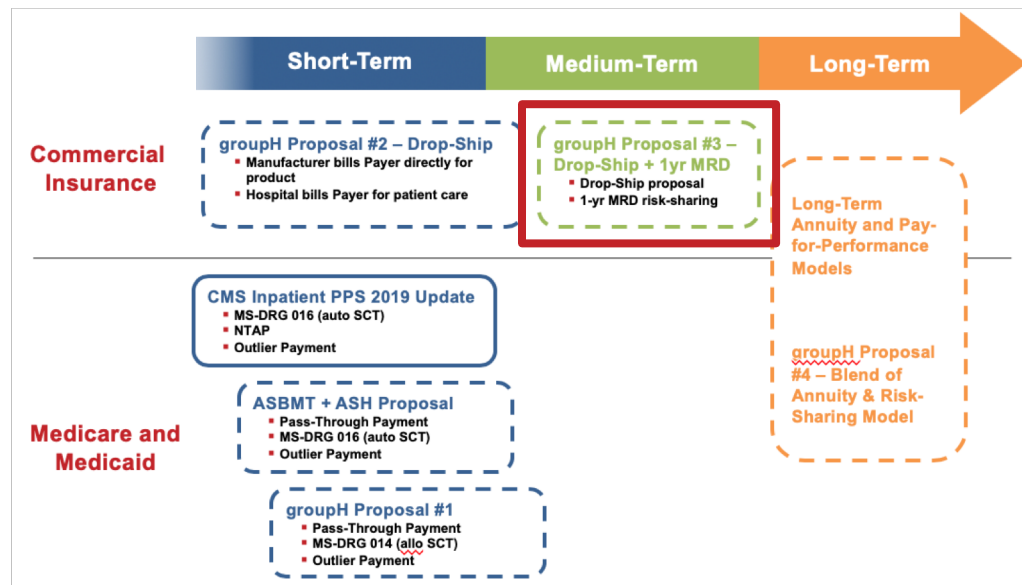 Short-Term
Medium-Term
Long-Term
Commercial
Insurance
groupH Proposal #2 – Drop-Ship
▪ Manufacturer bills Payer directly for
product
▪ Hospital bills Payer for patient care
groupH Proposal #3 –
Drop-Ship + 1yr MRD
▪ Drop-Ship proposal
▪ 1-yr MRD risk-sharing
Long-Term
Annuity and Pay-
for-Performance
Models
groupH Proposal
#4 – Blend of
Annuity & Risk-
Sharing Model
Medicare and
Medicaid
CMS Inpatient PPS 2019 Update
▪ MS-DRG 016 (auto SCT)
▪ NTAP
▪ Outlier Payment
ASBMT + ASH Proposal
▪ Pass-Through Payment
▪ MS-DRG 016 (auto SCT)
▪ Outlier Payment
groupH Proposal #1
▪ Pass-Through Payment
▪ MS-DRG 014 (allo SCT)
▪ Outlier Payment